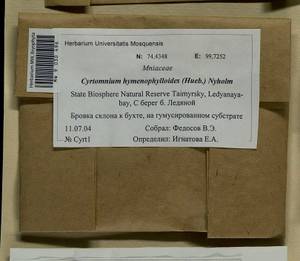 Herbarium Universitatis Mosquensis
N: 74,4348 E: 99,7252
Mniaceae
Cyrtomnium hymenophylloides (Hueb.) Nyholm
State Biosphere Natural Reserve Taimyrsky, Ledyanaya-
bay, С берег б. Ледяной
Бровка склона к бухте, на гумусированном субстрате
11.07.04 Собрал: Федосов В.Э.
№ Cyrt1 Определил: Игнатова Е.А.